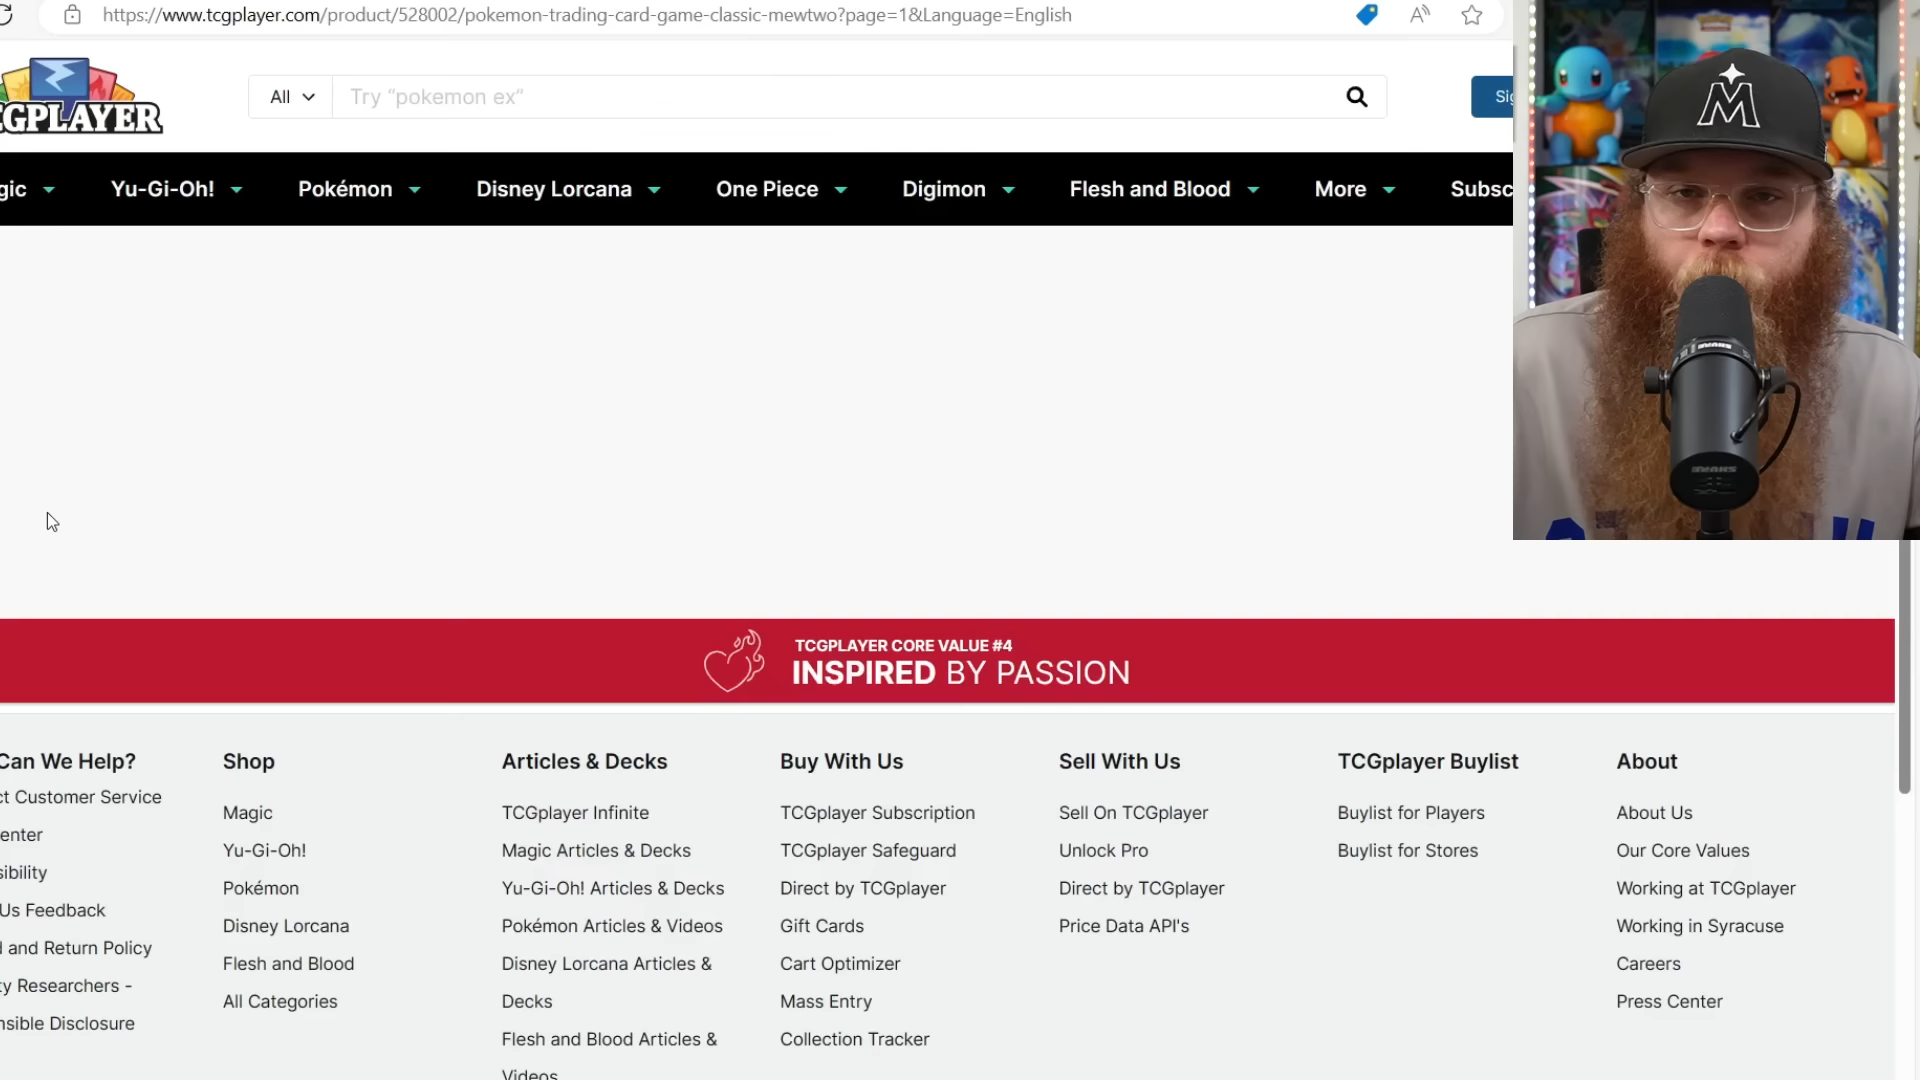 https://www.tcgplayer.com/product/528002/pokemon-trading-card-game-classic-mewtwo?page=1&Language=English
GPLAYER
All
Try “pokemon ex”
Sig
gic
Yu-Gi-Oh!
Pokémon
Disney Lorcana
One Piece
Digimon
Flesh and Blood
More
Subsc
M
SHURE
TCGPLAYER CORE VALUE #4
INSPIRED BY PASSION
Can We Help?
ct Customer Service
enter
sibility
Us Feedback
d and Return Policy
ty Researchers -
nsible Disclosure
Shop
Magic
Yu-Gi-Oh!
Pokémon
Disney Lorcana
Flesh and Blood
All Categories
Articles & Decks
TCGplayer Infinite
Magic Articles & Decks
Yu-Gi-Oh! Articles & Decks
Pokémon Articles & Videos
Disney Lorcana Articles &
Decks
Flesh and Blood Articles &
Videos
Buy With Us
TCGplayer Subscription
TCGplayer Safeguard
Direct by TCGplayer
Gift Cards
Cart Optimizer
Mass Entry
Collection Tracker
Sell With Us
Sell On TCGplayer
Unlock Pro
Direct by TCGplayer
Price Data API's
TCGplayer Buylist
Buylist for Players
Buylist for Stores
About
About Us
Our Core Values
Working at TCGplayer
Working in Syracuse
Careers
Press Center